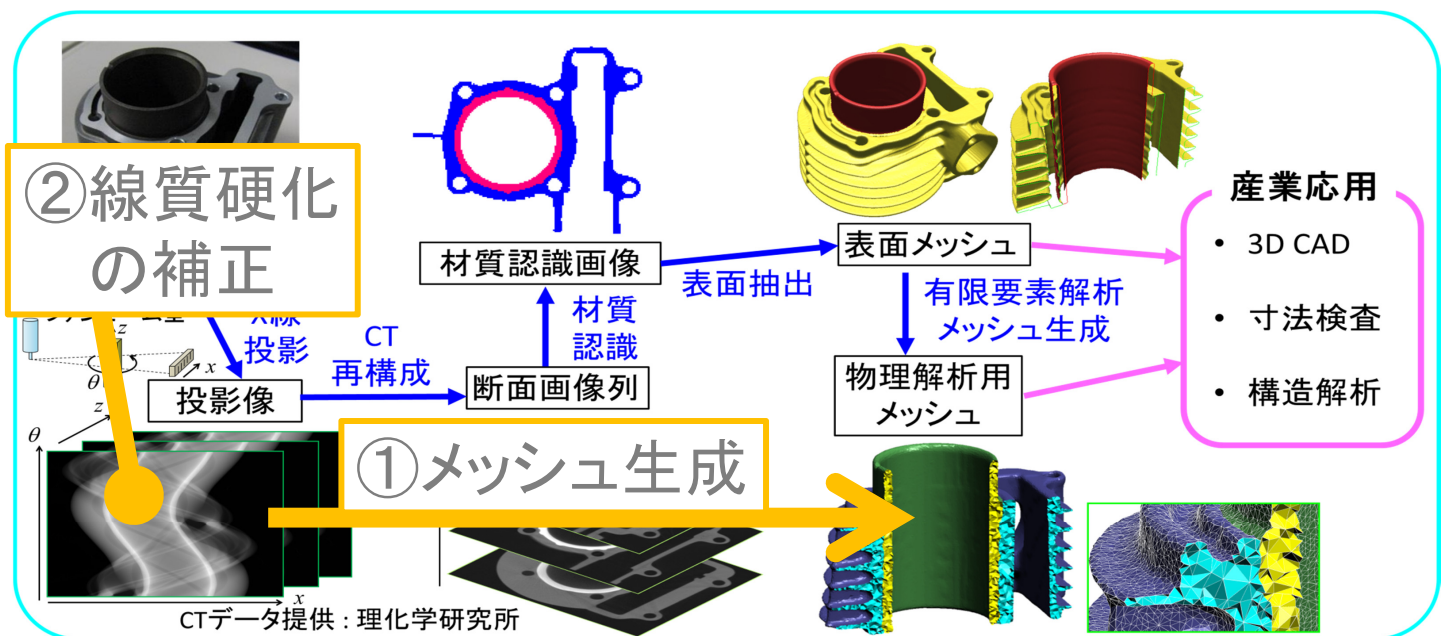 ②線質硬化
の補正
材質認識画像
表面抽出
表面メッシュ
有限要素解析
メッシュ生成
産業応用
• 3D CAD
• 寸法検査
• 構造解析
材質
認識
投影
CT
再構成
投影像
断面画像列
物理解析用
メッシュ
z
x
θ
z
θ
①メッシュ生成
x
CTデータ提供 : 理化学研究所